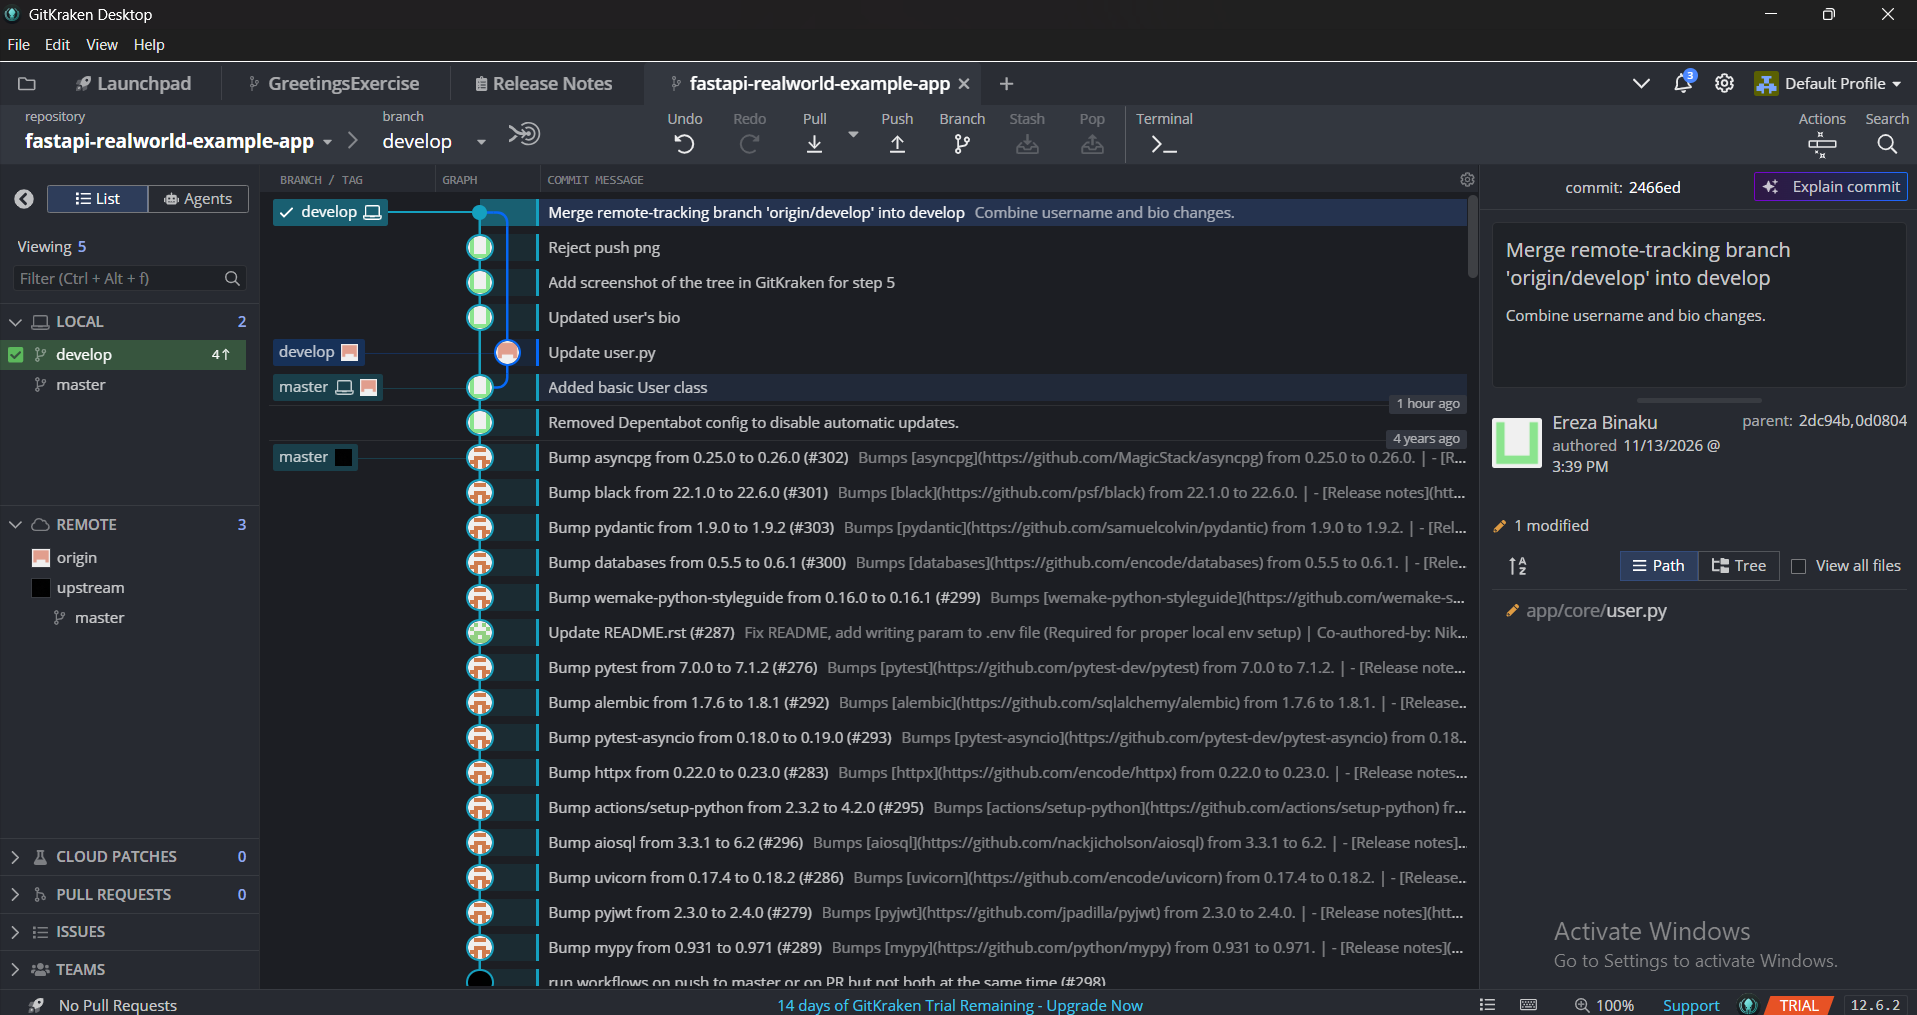 GitKraken Desktop
File Edit View Help
Launchpad GreetingsExercise Release Notes fastapi-realworld-example-app 3 Default Profile
repository branch Undo Redo Pull Push Branch Stash Pop Terminal Actions Search
fastapi-realworld-example-app develop
List Agents
Viewing 5
Filter (Ctrl + Alt + f)
LOCAL 2
develop 4↑
master
REMOTE 3
origin
upstream
master
CLOUD PATCHES 0
PULL REQUESTS 0
ISSUES
TEAMS
BRANCH / TAG GRAPH COMMIT MESSAGE
develop Merge remote-tracking branch 'origin/develop' into develop Combine username and bio changes.
Reject push png
Add screenshot of the tree in GitKraken for step 5
Updated user's bio
develop Update user.py
master Added basic User class
1 hour ago
Removed Depentabot config to disable automatic updates.
4 years ago
master Bump asyncpg from 0.25.0 to 0.26.0 (#302) Bumps [asyncpg](https://github.com/MagicStack/asyncpg) from 0.25.0 to 0.26.0. | - [R...
Bump black from 22.1.0 to 22.6.0 (#301) Bumps [black](https://github.com/psf/black) from 22.1.0 to 22.6.0. | - [Release notes](htt...
Bump pydantic from 1.9.0 to 1.9.2 (#303) Bumps [pydantic](https://github.com/samuelcolvin/pydantic) from 1.9.0 to 1.9.2. | - [Rel...
Bump databases from 0.5.5 to 0.6.1 (#300) Bumps [databases](https://github.com/encode/databases) from 0.5.5 to 0.6.1. | - [Rele...
Bump wemake-python-styleguide from 0.16.0 to 0.16.1 (#299) Bumps [wemake-python-styleguide](https://github.com/wemake-s...
Update README.rst (#287) Fix README, add writing param to .env file (Required for proper local env setup) | Co-authored-by: Nik...
Bump pytest from 7.0.0 to 7.1.2 (#276) Bumps [pytest](https://github.com/pytest-dev/pytest) from 7.0.0 to 7.1.2. | - [Release note...
Bump alembic from 1.7.6 to 1.8.1 (#292) Bumps [alembic](https://github.com/sqlalchemy/alembic) from 1.7.6 to 1.8.1. | - [Release...
Bump pytest-asyncio from 0.18.0 to 0.19.0 (#293) Bumps [pytest-asyncio](https://github.com/pytest-dev/pytest-asyncio) from 0.18...
Bump httpx from 0.22.0 to 0.23.0 (#283) Bumps [httpx](https://github.com/encode/httpx) from 0.22.0 to 0.23.0. | - [Release notes...
Bump actions/setup-python from 2.3.2 to 4.2.0 (#295) Bumps [actions/setup-python](https://github.com/actions/setup-python) fr...
Bump aiosql from 3.3.1 to 6.2 (#296) Bumps [aiosql](https://github.com/nackjicholson/aiosql) from 3.3.1 to 6.2. | - [Release notes]...
Bump uvicorn from 0.17.4 to 0.18.2 (#286) Bumps [uvicorn](https://github.com/encode/uvicorn) from 0.17.4 to 0.18.2. | - [Release...
Bump pyjwt from 2.3.0 to 2.4.0 (#279) Bumps [pyjwt](https://github.com/jpadilla/pyjwt) from 2.3.0 to 2.4.0. | - [Release notes](htt...
Bump mypy from 0.931 to 0.971 (#289) Bumps [mypy](https://github.com/python/mypy) from 0.931 to 0.971. | - [Release notes](...
run workflows on push to master or on PR but not both at the same time (#298)
commit: 2466ed Explain commit
Merge remote-tracking branch
'origin/develop' into develop
Combine username and bio changes.
Ereza Binaku parent: 2dc94b,0d0804
authored 11/13/2026 @
3:39 PM
1 modified
Path Tree View all files
app/core/user.py
Activate Windows
Go to Settings to activate Windows.
No Pull Requests 14 days of GitKraken Trial Remaining - Upgrade Now 100% Support TRIAL 12.6.2